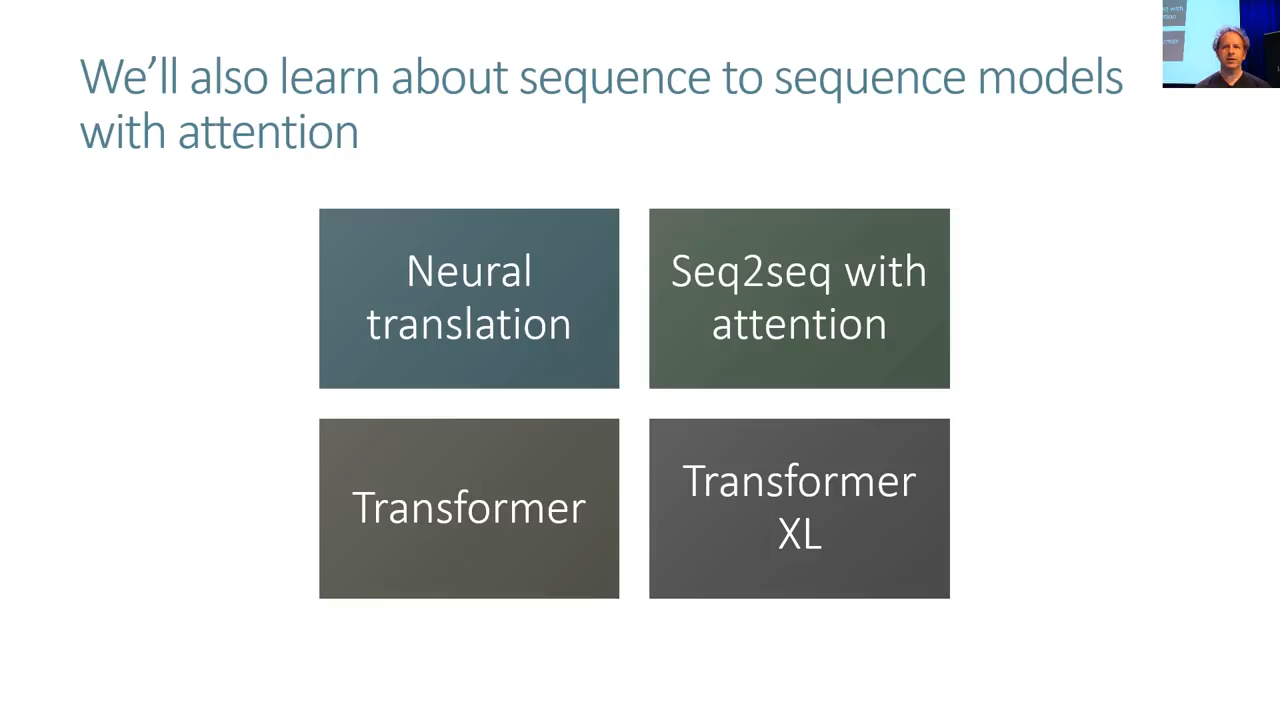 We'll also learn about sequence to sequence models
with attention
Neural
translation
Seq2seq with
attention
Transformer
Transformer
XL